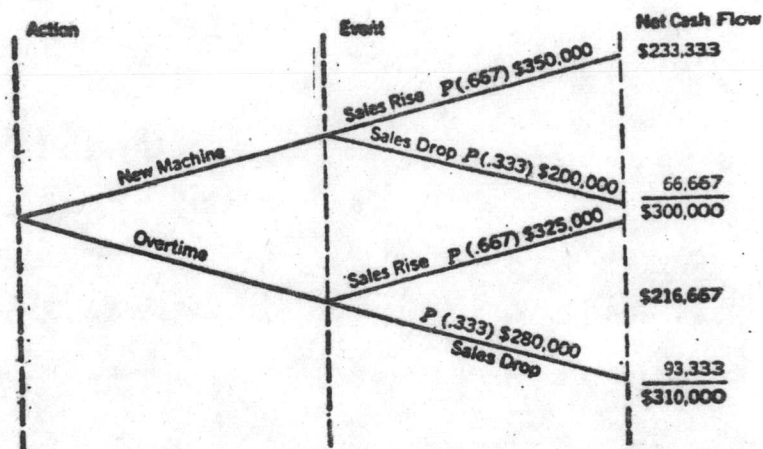 Action
Event
Net Cash Flow
Sales Rise P(.667) $350,000
$233,333
New Machine
Sales Drop P(.333) $200,000
66,667
$300,000
Overtime
Sales Rise P(.667) $325,000
$216,667
P(.333) $280,000
Sales Drop
93,333
$310,000